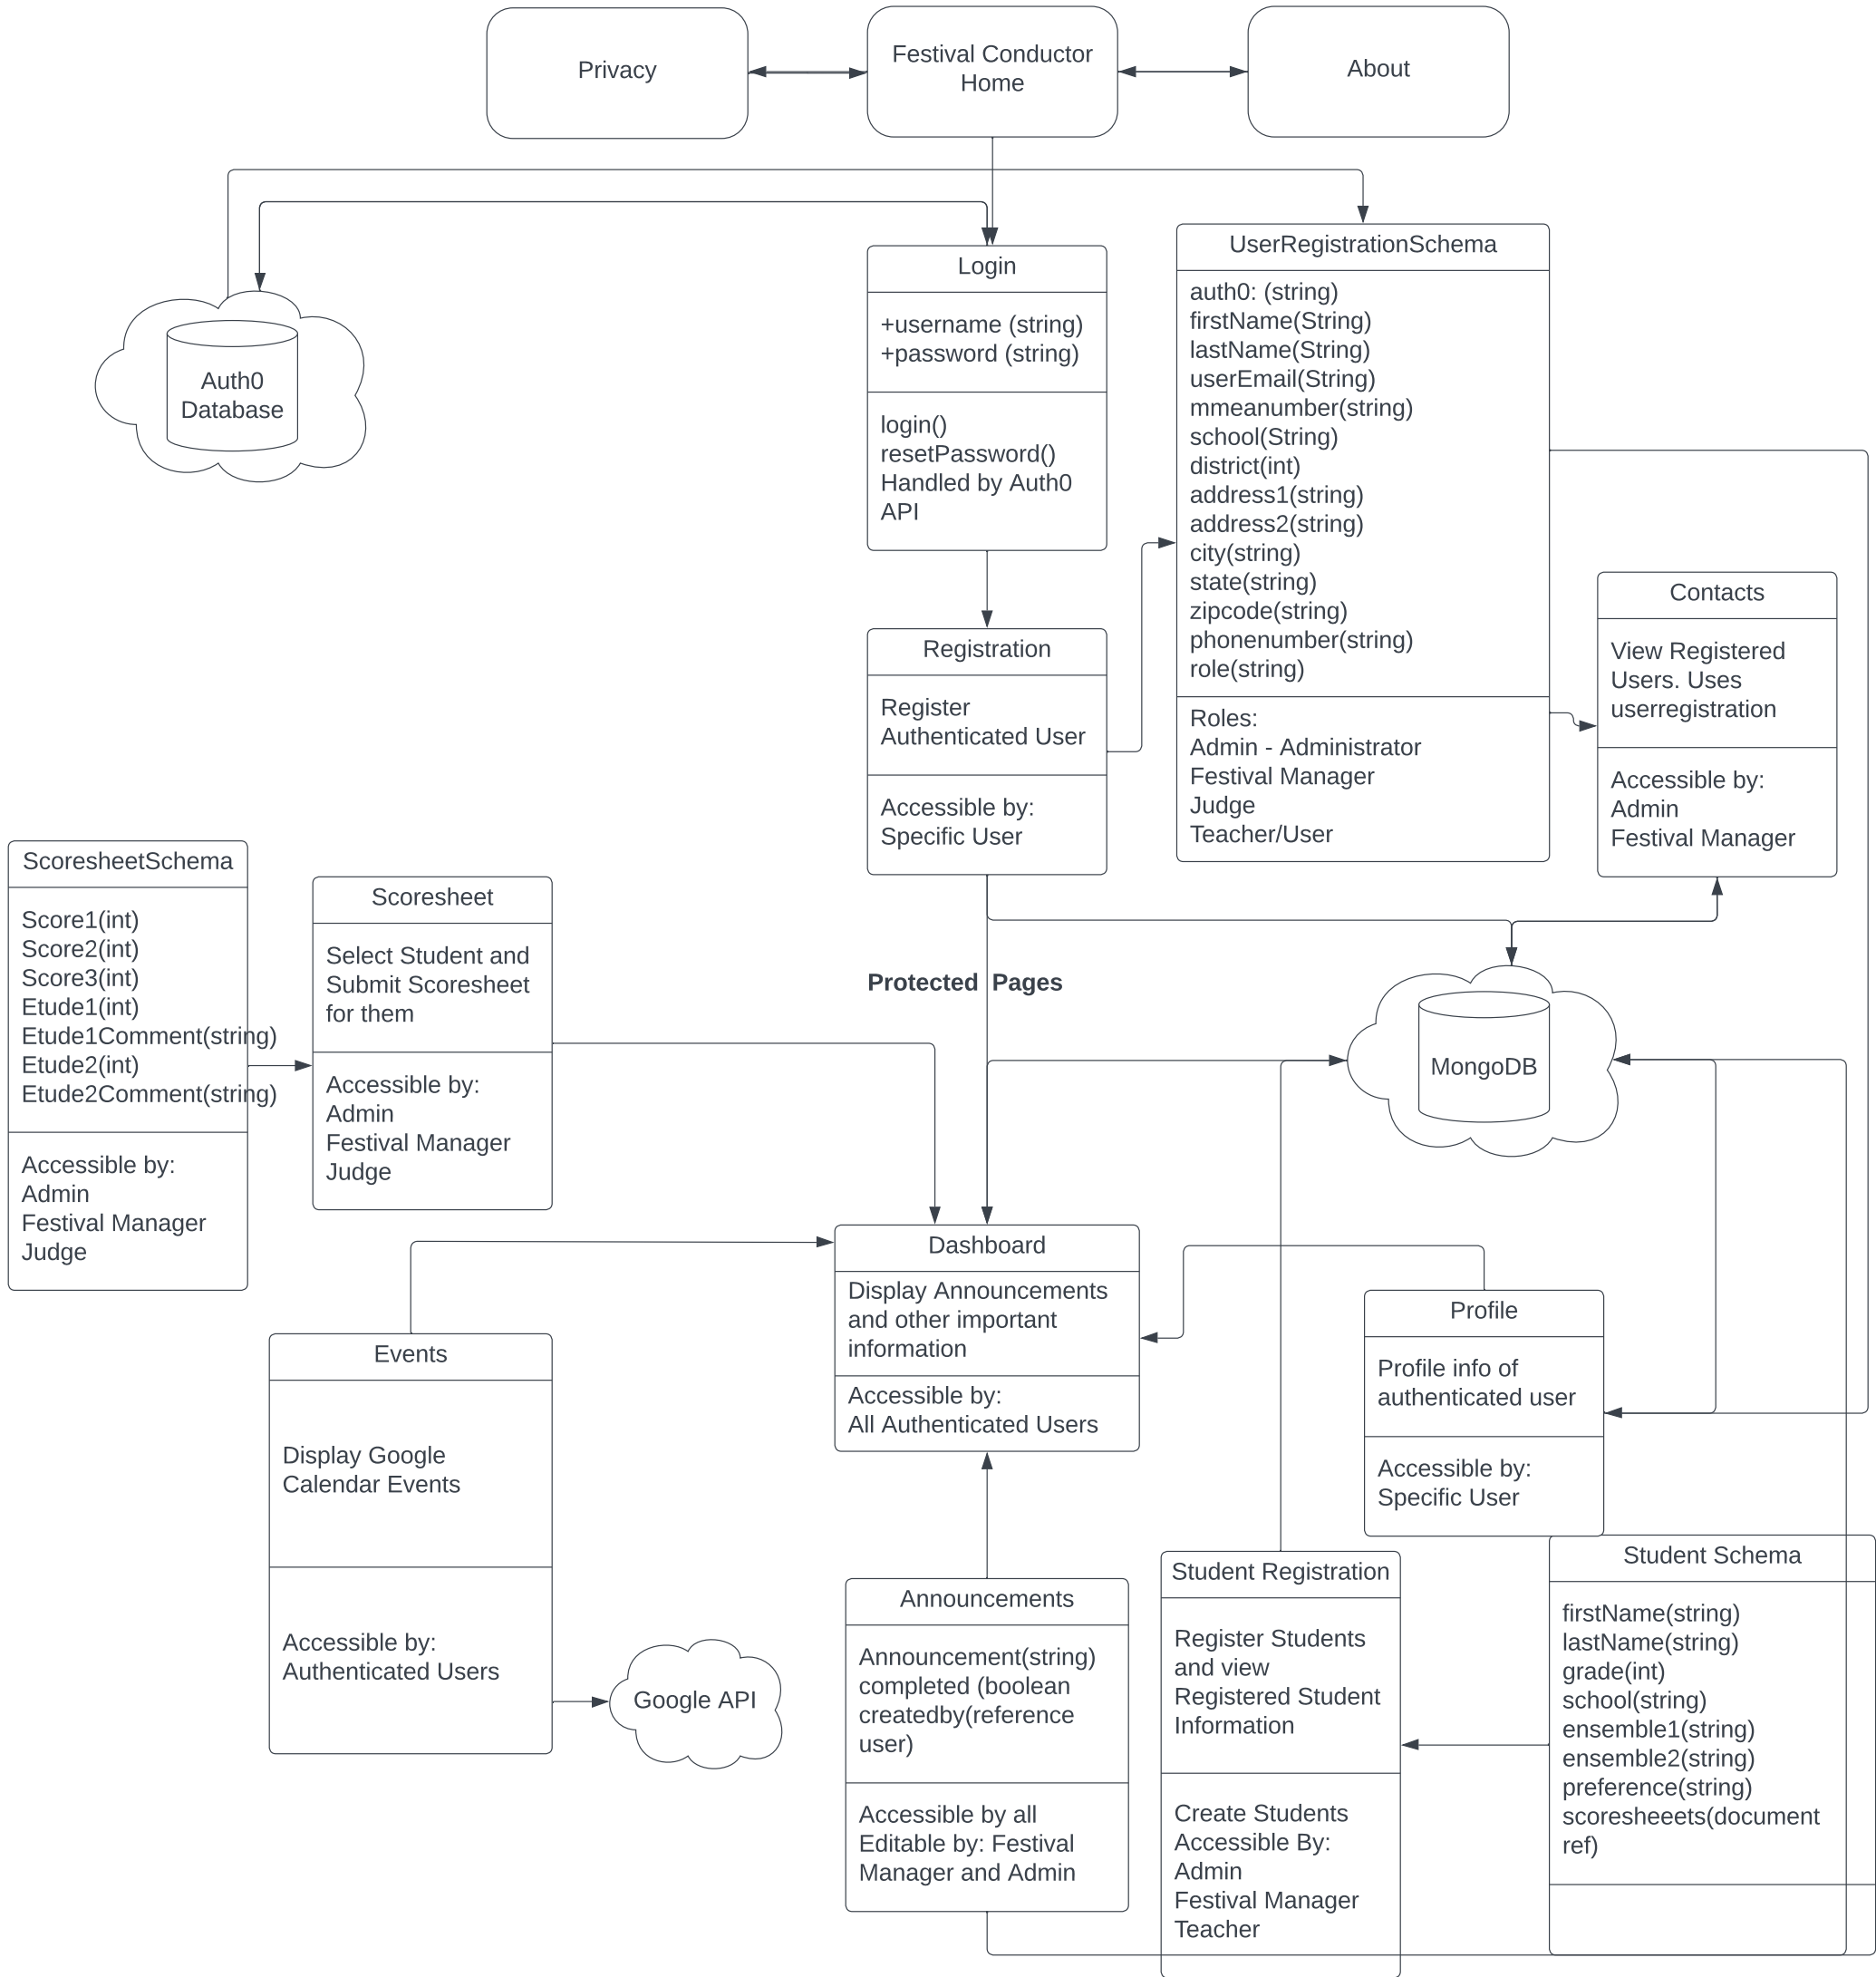 Privacy
Festival Conductor
Home
About
Auth0
Database
Login
+username (string)
+password (string)
login()
resetPassword()
Handled by Auth0
API
UserRegistrationSchema
auth0: (string)
firstName(String)
lastName(String)
userEmail(String)
mmeanumber(string)
school(String)
district(int)
address1(string)
address2(string)
city(string)
state(string)
zipcode(string)
phonenumber(string)
role(string)
Roles:
Admin - Administrator
Festival Manager
Judge
Teacher/User
Contacts
View Registered
Users. Uses
userregistration
Accessible by:
Admin
Festival Manager
Registration
Register
Authenticated User
Accessible by:
Specific User
ScoresheetSchema
Score1(int)
Score2(int)
Score3(int)
Etude1(int)
Etude1Comment(string)
Etude2(int)
Etude2Comment(string)
Accessible by:
Admin
Festival Manager
Judge
Scoresheet
Select Student and
Submit Scoresheet
for them
Accessible by:
Admin
Festival Manager
Judge
Protected Pages
MongoDB
Dashboard
Display Announcements
and other important
information
Accessible by:
All Authenticated Users
Profile
Profile info of
authenticated user
Accessible by:
Specific User
Events
Display Google
Calendar Events
Accessible by:
Authenticated Users
Google API
Announcements
Announcement(string)
completed (boolean
createdby(reference
user)
Accessible by all
Editable by: Festival
Manager and Admin
Student Registration
Register Students
and view
Registered Student
Information
Create Students
Accessible By:
Admin
Festival Manager
Teacher
Student Schema
firstName(string)
lastName(string)
grade(int)
school(string)
ensemble1(string)
ensemble2(string)
preference(string)
scoresheeets(document
ref)